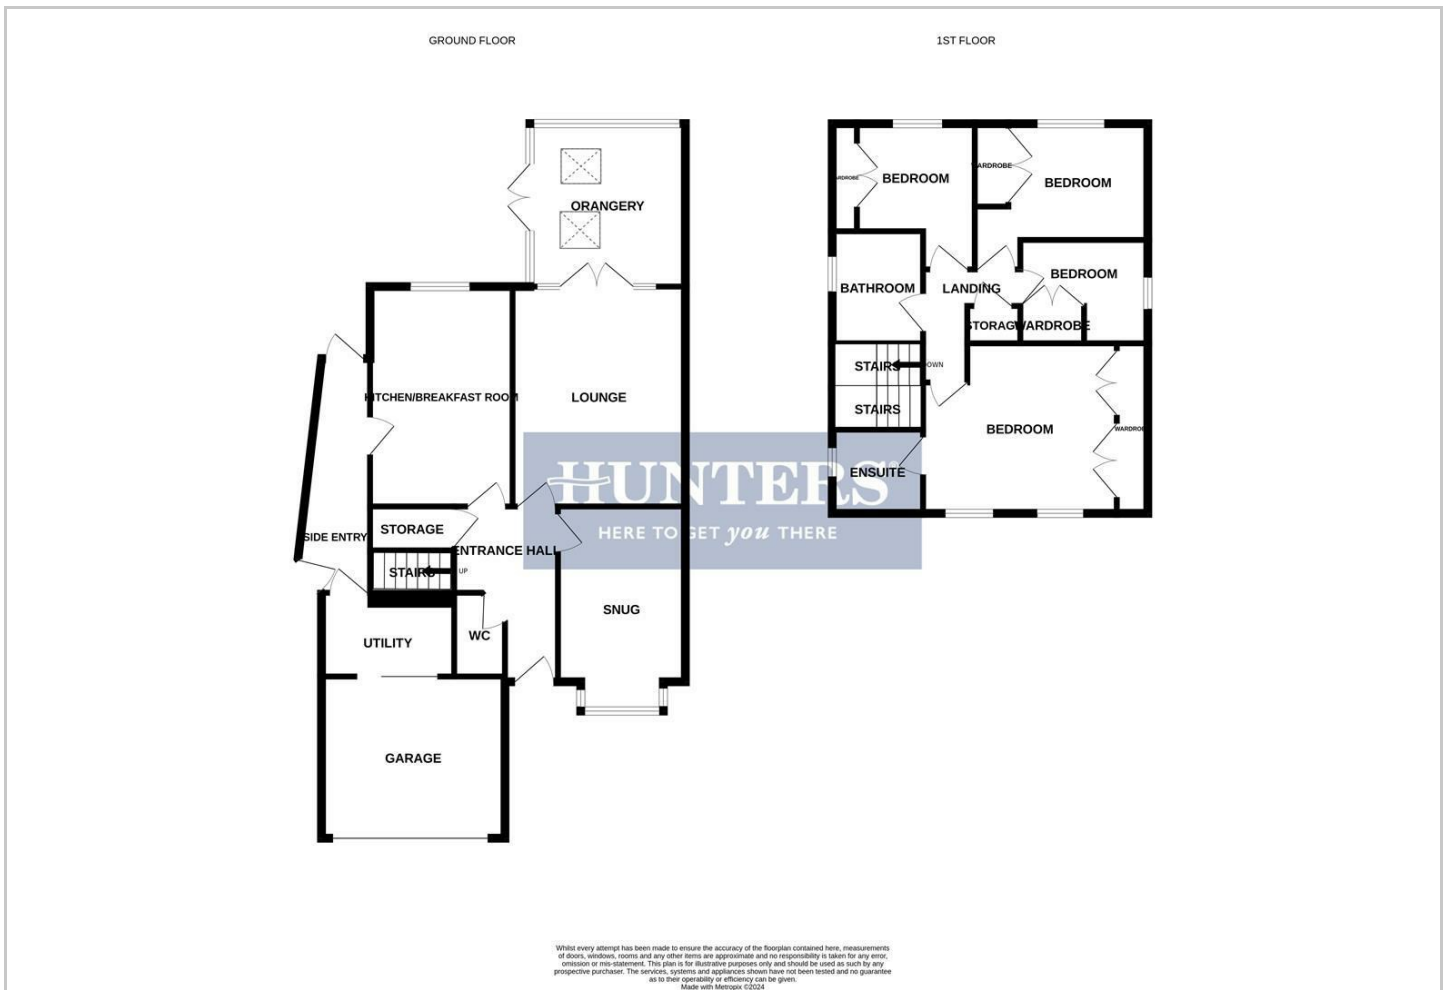 GROUND FLOOR
1ST FLOOR
ORANGERY
KITCHEN/BREAKFAST ROOM
LOUNGE
SIDE ENTRY
STORAGE
ENTRANCE HALL
STAIRS
UP
SNUG
WC
UTILITY
GARAGE
WARDROBE
BEDROOM
WARDROBE
BEDROOM
BATHROOM
LANDING
BEDROOM
STORAGE
WARDROBE
STAIRS
DOWN
STAIRS
BEDROOM
WARDROBE
ENSUITE
HUNTERS®
HERE TO GET you THERE
Whilst every attempt has been made to ensure the accuracy of the floorplan contained here, measurements
of doors, windows, rooms and any other items are approximate and no responsibility is taken for any error,
omission or mis-statement. This plan is for illustrative purposes only and should be used as such by any
prospective purchaser. The services, systems and appliances shown have not been tested and no guarantee
as to their operability or efficiency can be given.
Made with Metropix ©2024